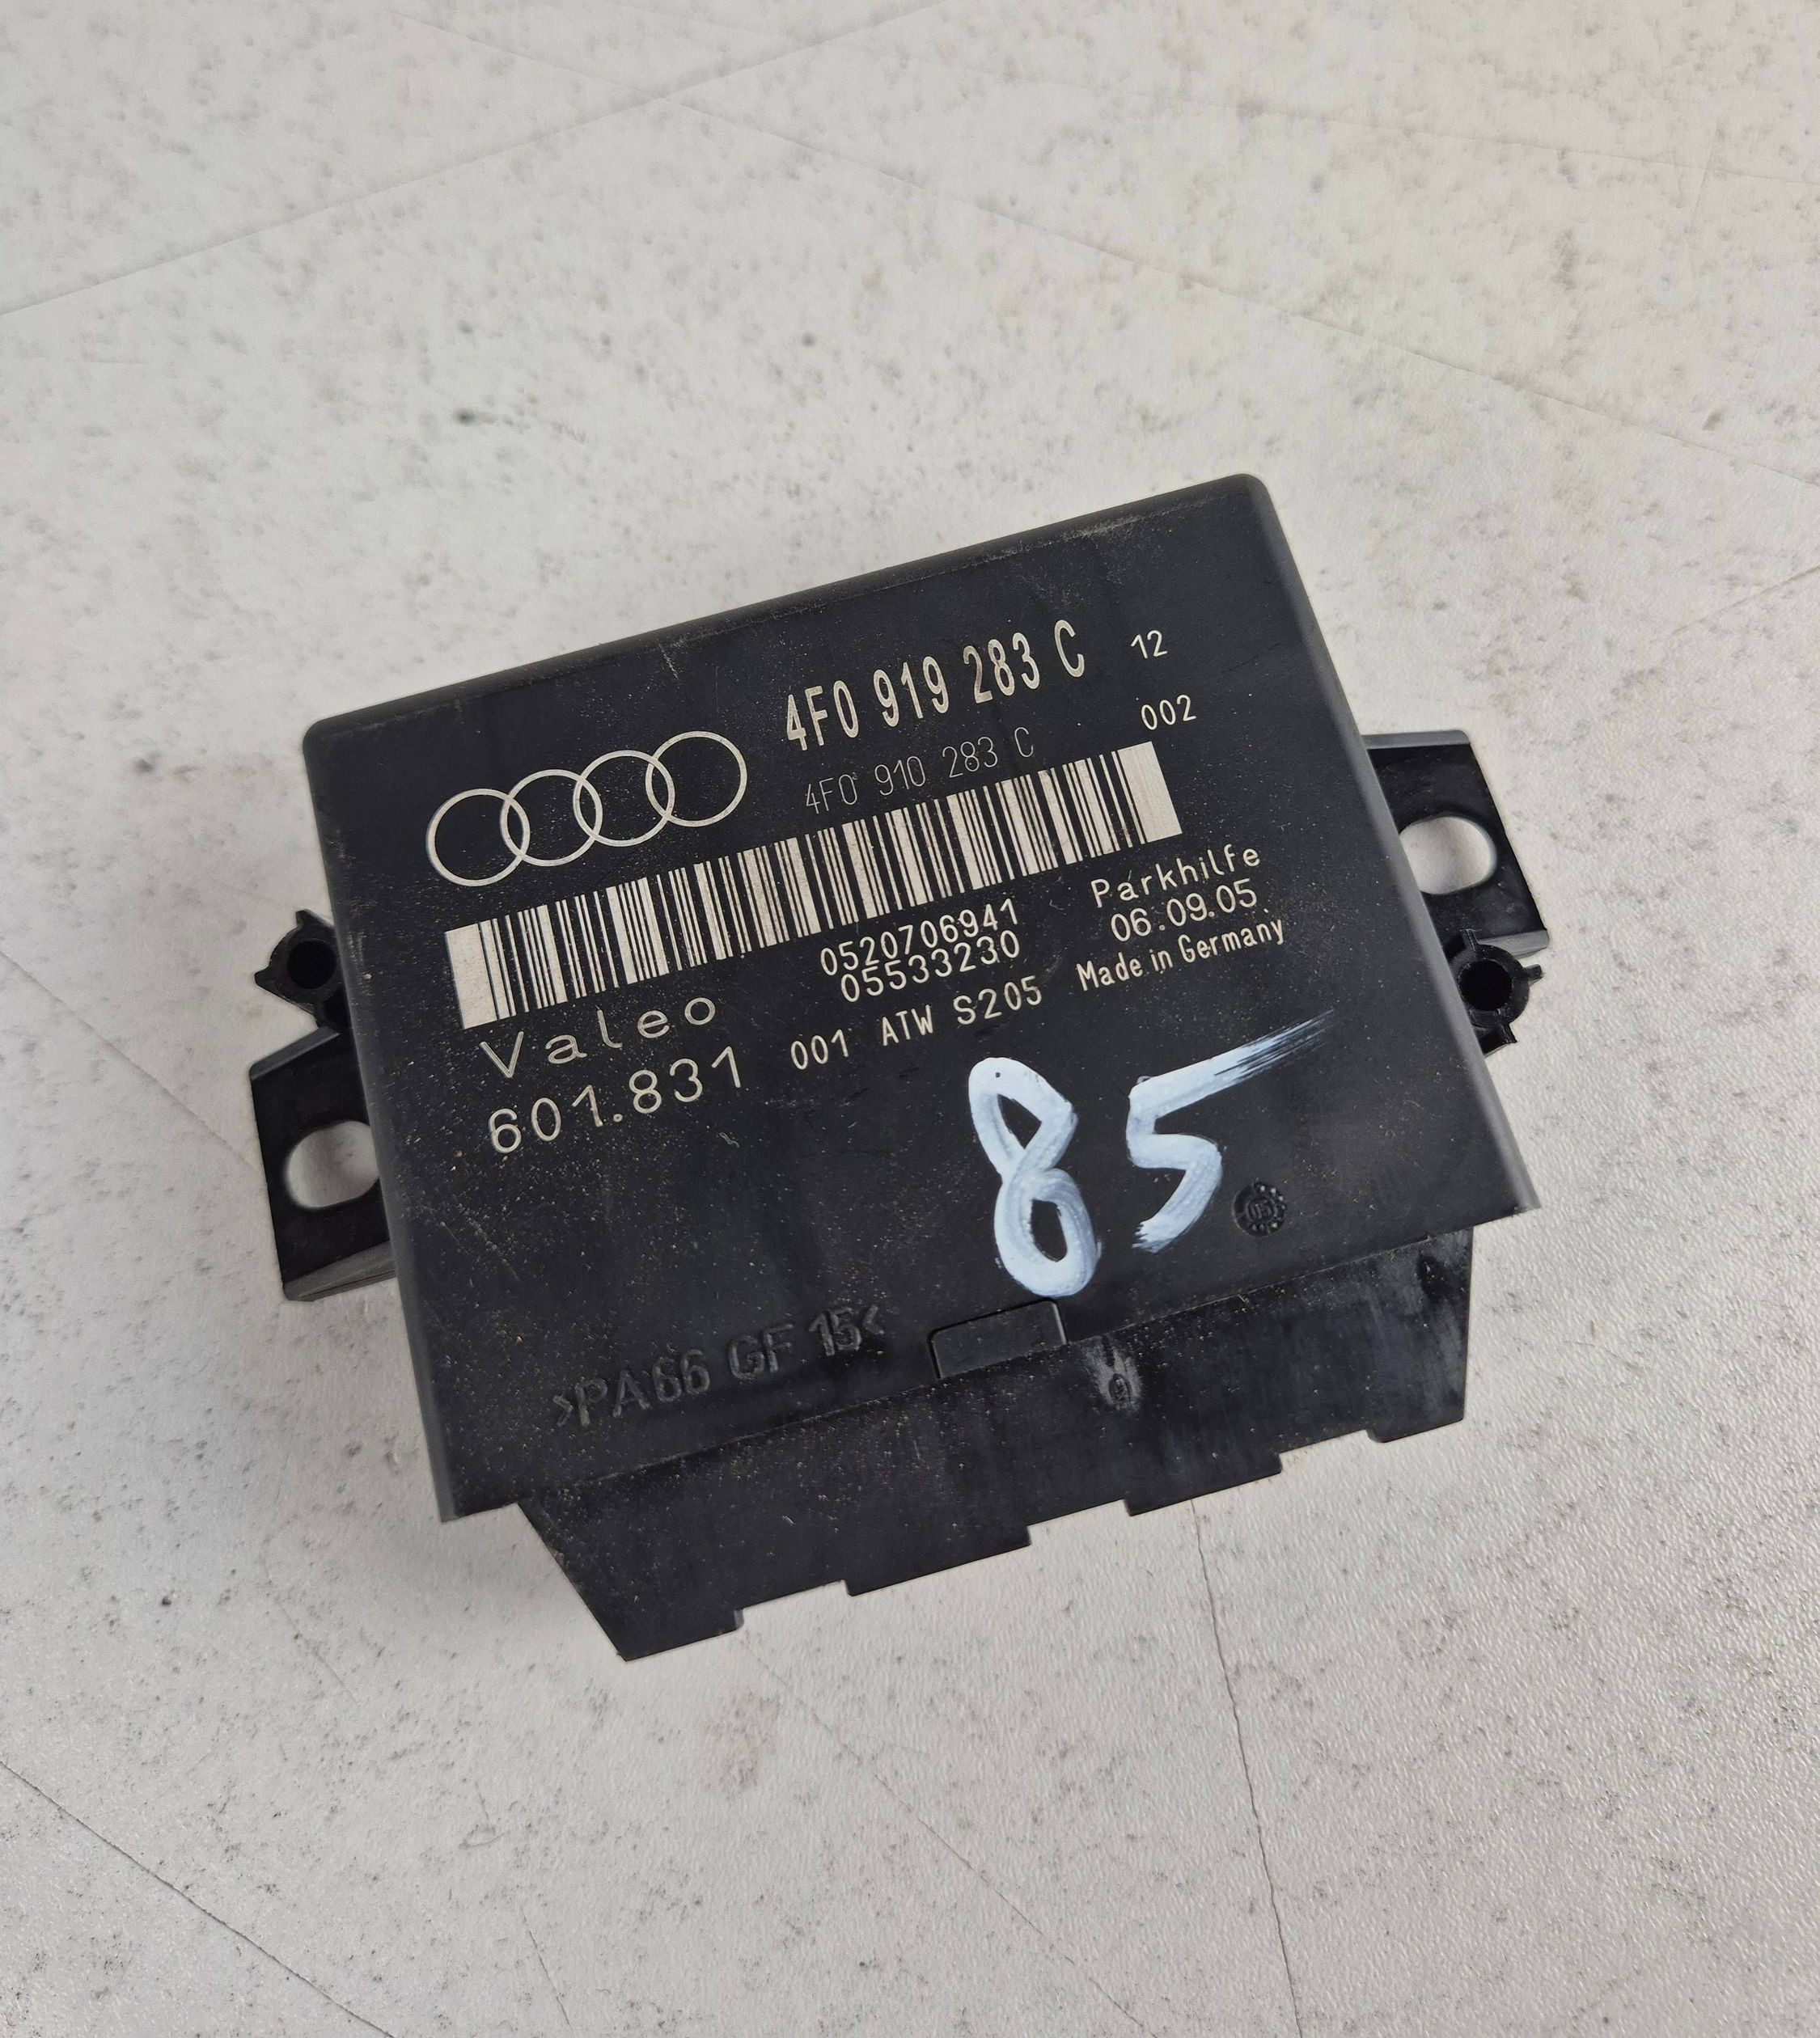 4F0 919 283 C 12
4F0 910 283 C 002
0520706941 Parkhilfe
05533230 06.09.05
Valeo 001 ATW S205 Made in Germany
601.831
85
>PA66 GF 15<